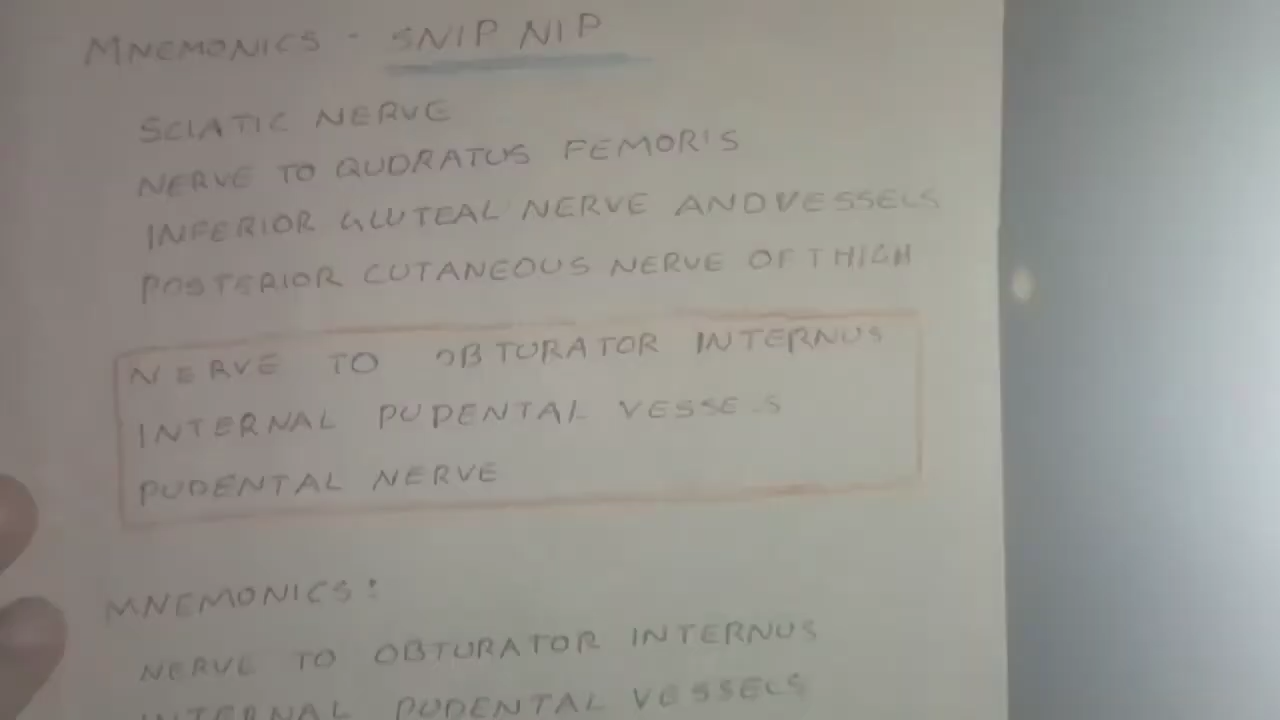 MNEMONICS - SNIP NIP
SCIATIC NERVE
NERVE TO QUDRATUS FEMORIS
INFERIOR GLUTEAL NERVE AND VESSELS
POSTERIOR CUTANEOUS NERVE OF THIGH
NERVE TO OBTURATOR INTERNUS
INTERNAL PUDENTAL VESSELS
PUDENTAL NERVE
MNEMONICS:
NERVE TO OBTURATOR INTERNUS
INTERNAL PUDENTAL VESSELS